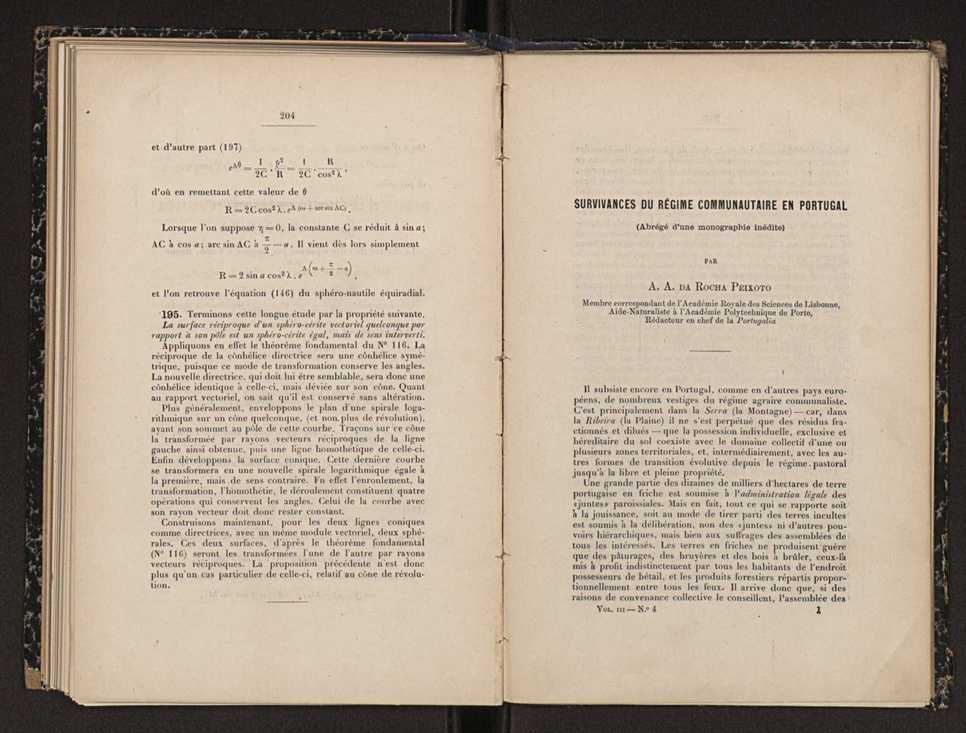 204
et d'autre part (197)
e^{Λθ} = 1/2C · ρ²/R = 1/2C · R/cos² λ,
d'où en remettant cette valeur de θ
R = 2C cos² λ . e^{Λ (ω + arc sin ΛC)}.
Lorsque l'on suppose η = 0, la constante C se réduit à sin a;
ΛC à cos a; arc sin ΛC à π/2 — a. Il vient dès lors simplement
R = 2 sin a cos² λ . e^{Λ(ω + π/2 — a)}.
et l'on retrouve l'équation (146) du sphéro-nautile équiradial.
195. Terminons cette longue étude par la propriété suivante.
La surface réciproque d'un sphéro-cérite vectoriel quelconque par
rapport à son pôle est un sphéro-cérite égal, mais de sens interverti.
Appliquons en effet le théorème fondamental du N° 116. La
réciproque de la cônhélice directrice sera une cônhélice symé-
trique, puisque ce mode de transformation conserve les angles.
La nouvelle directrice, qui doit lui être semblable, sera donc une
cônhélice identique à celle-ci, mais déviée sur son cône. Quant
au rapport vectoriel, on sait qu'il est conservé sans altération.
Plus généralement, enveloppons le plan d'une spirale loga-
rithmique sur un cône quelconque, (et non plus de révolution),
ayant son sommet au pôle de cette courbe. Traçons sur ce cône
la transformée par rayons vecteurs réciproques de la ligne
gauche ainsi obtenue, puis une ligne homothétique de celle-ci.
Enfin développons la surface conique. Cette dernière courbe
se transformera en une nouvelle spirale logarithmique égale à
la première, mais de sens contraire. En effet l'enroulement, la
transformation, l'homothétie, le déroulement constituent quatre
opérations qui conservent les angles. Celui de la courbe avec
son rayon vecteur doit donc rester constant.
Construisons maintenant, pour les deux lignes coniques
comme directrices, avec un même module vectoriel, deux sphé-
rales. Ces deux surfaces, d'après le théorème fondamental
(N° 116) seront les transformées l'une de l'autre par rayons
vecteurs réciproques. La proposition précédente n'est donc
plus qu'un cas particulier de celle-ci, relatif au cône de révolu-
tion.
SURVIVANCES DU RÉGIME COMMUNAUTAIRE EN PORTUGAL
(Abrégé d'une monographie inédite)
PAR
A. A. DA ROCHA PEIXOTO
Membre correspondant de l'Académie Royale des Sciences de Lisbonne,
Aide-Naturaliste à l'Académie Polytechnique de Porto,
Rédacteur en chef de la Portugalia
Il subsiste encore en Portugal, comme en d'autres pays euro-
péens, de nombreux vestiges du régime agraire communaliste.
C'est principalement dans la Serra (la Montagne) — car, dans
la Ribeira (la Plaine) il ne s'est perpétué que des résidus fra-
ctionnés et dilués — que la possession individuelle, exclusive et
héréditaire du sol coexiste avec le domaine collectif d'une ou
plusieurs zones territoriales, et, intermédiairement, avec les au-
tres formes de transition évolutive depuis le régime pastoral
jusqu'à la libre et pleine propriété.
Une grande partie des dizaines de milliers d'hectares de terre
portugaise en friche est soumise à l'administration légale des
«juntes» paroissiales. Mais en fait, tout ce qui se rapporte soit
à la jouissance, soit au mode de tirer parti des terres incultes
est soumis à la délibération, non des «juntes» ni d'autres pou-
voirs hiérarchiques, mais bien aux suffrages des assemblées de
tous les intéressés. Les terres en friches ne produisent guère
que des pâturages, des bruyères et des bois à brûler, ceux-là
mis à profit indistinctement par tous les habitants de l'endroit
possesseurs de bétail, et les produits forestiers répartis propor-
tionnellement entre tous les feux. Il arrive donc que, si des
raisons de convenance collective le conseillent, l'assemblée des
VOL. III — N.º 4 1